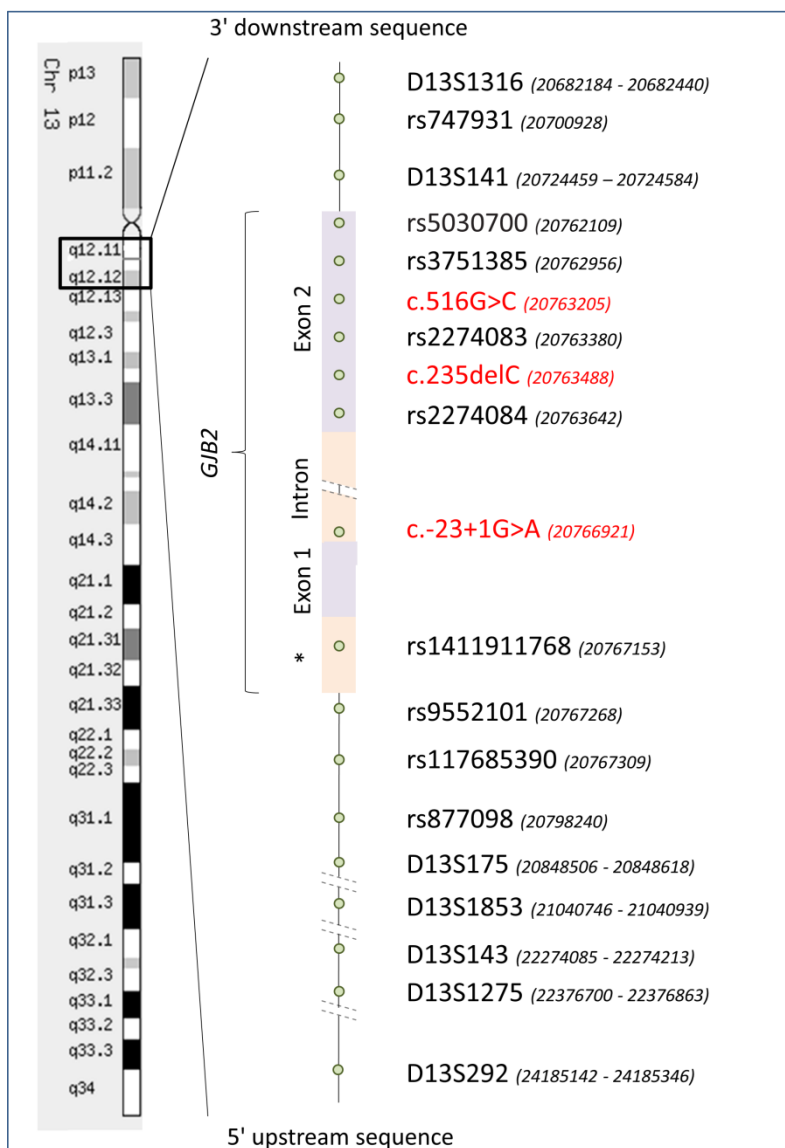 3' downstream sequence
Chr 13
p13
p12
p11.2
q12.11
q12.12
q12.13
q12.3
q13.1
q13.3
q14.11
q14.2
q14.3
q21.1
q21.2
q21.31
q21.32
q21.33
q22.1
q22.2
q22.3
q31.1
q31.2
q31.3
q32.1
q32.3
q33.1
q33.2
q33.3
q34
GJB2
Exon 2
Intron
Exon 1
*
D13S1316 (20682184 - 20682440)
rs747931 (20700928)
D13S141 (20724459 – 20724584)
rs5030700 (20762109)
rs3751385 (20762956)
c.516G>C (20763205)
rs2274083 (20763380)
c.235delC (20763488)
rs2274084 (20763642)
c.-23+1G>A (20766921)
rs1411911768 (20767153)
rs9552101 (20767268)
rs117685390 (20767309)
rs877098 (20798240)
D13S175 (20848506 - 20848618)
D13S1853 (21040746 - 21040939)
D13S143 (22274085 - 22274213)
D13S1275 (22376700 - 22376863)
D13S292 (24185142 - 24185346)
5' upstream sequence